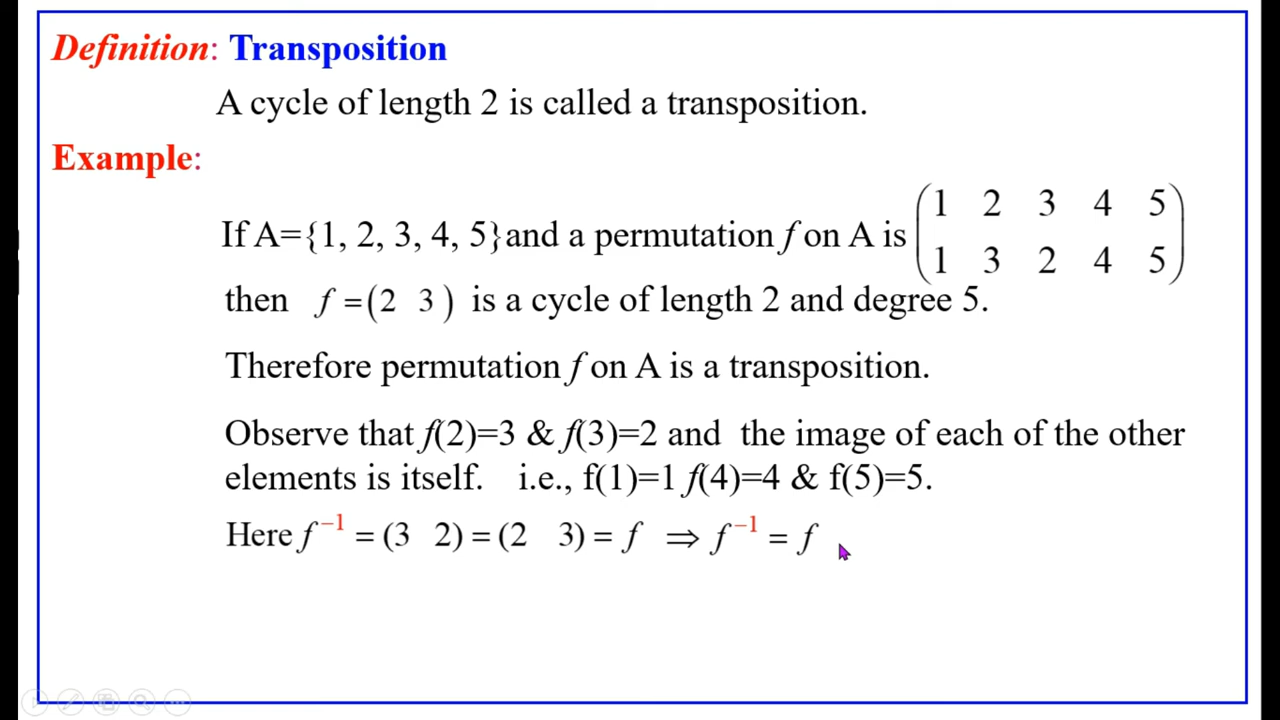 Definition: Transposition
A cycle of length 2 is called a transposition.
Example:
If A={1, 2, 3, 4, 5}and a permutation f on A is (1 2 3 4 5
1 3 2 4 5)
then f =(2 3 ) is a cycle of length 2 and degree 5.
Therefore permutation f on A is a transposition.
Observe that f(2)=3 & f(3)=2 and the image of each of the other
elements is itself. i.e., f(1)=1 f(4)=4 & f(5)=5.
Here f⁻¹ = (3 2) = (2 3) = f ⇒ f⁻¹ = f